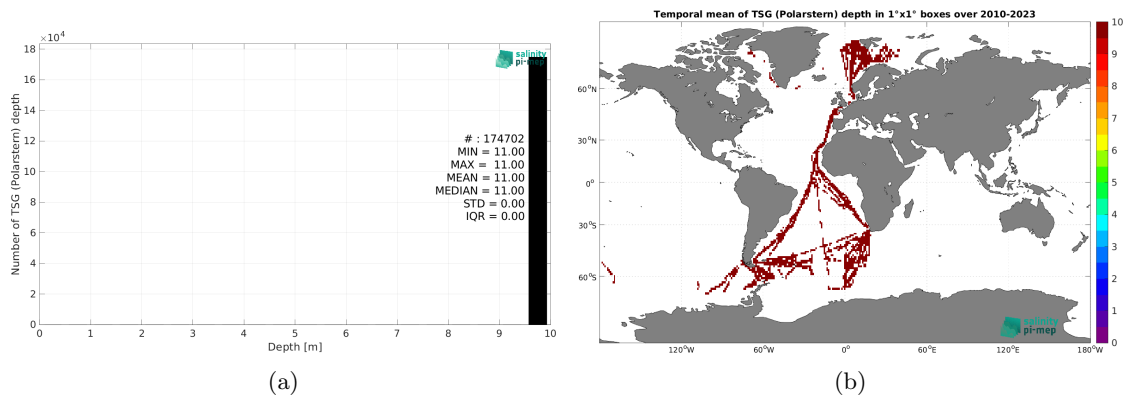 ×10⁴
18
16
14
12
10
8
6
4
2
0
Number of TSG (Polarstern) depth
salinity
pi-mep
# : 174702
MIN = 11.00
MAX = 11.00
MEAN = 11.00
MEDIAN = 11.00
STD = 0.00
IQR = 0.00
0 1 2 3 4 5 6 7 8 9 10
Depth [m]
(a)
Temporal mean of TSG (Polarstern) depth in 1°x1° boxes over 2010-2023
60°N
30°N
0°
30°S
60°S
120°W 60°W 0° 60°E 120°E 180°W
salinity
pi-mep
10
9
8
7
6
5
4
3
2
1
0
(b)